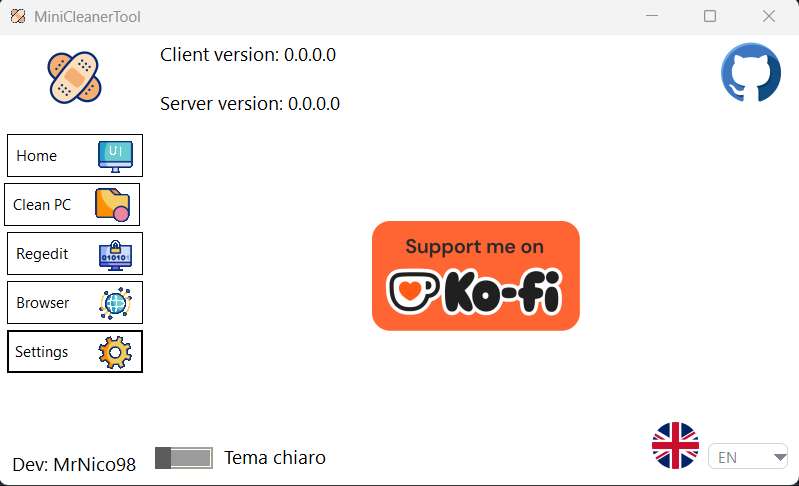 MiniCleanerTool
Client version: 0.0.0.0
Server version: 0.0.0.0
Home
UI
Clean PC
Regedit
010101
Browser
Settings
Support me on
Ko-fi
Dev: MrNico98
Tema chiaro
EN